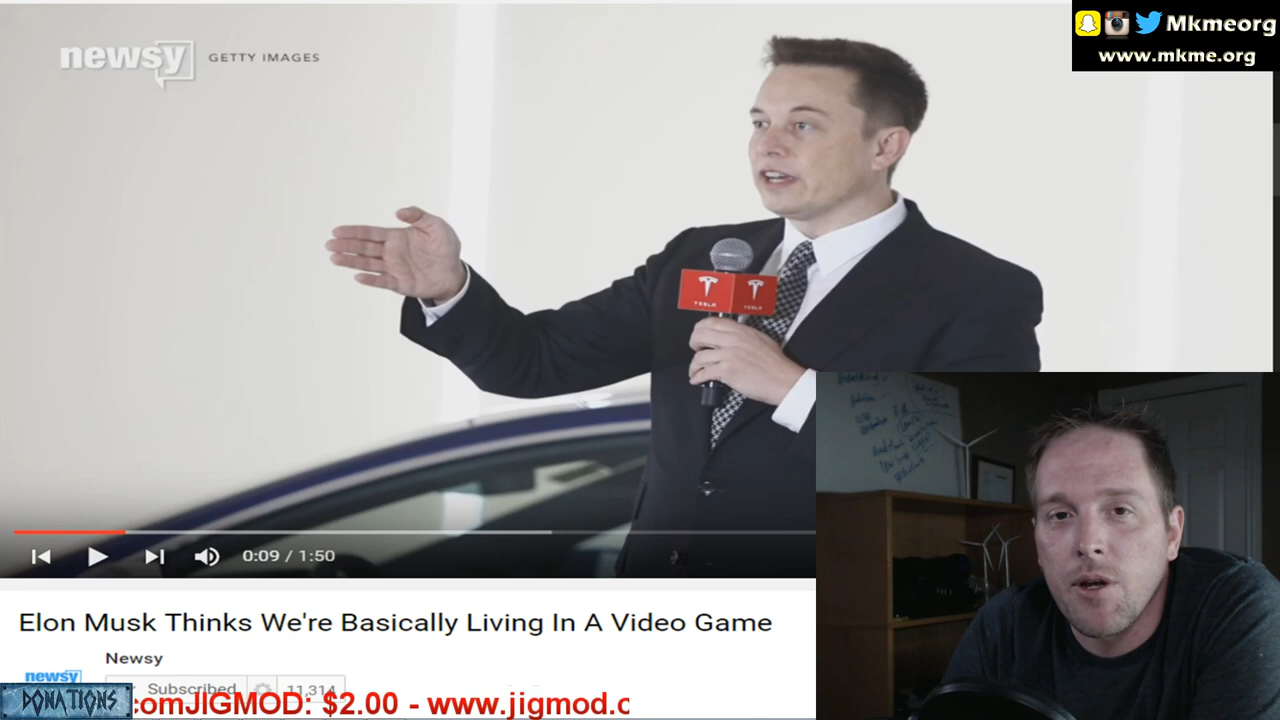 newsy
GETTY IMAGES
Mkmeorg
www.mkme.org
TESLA
TESLA
0:09 / 1:50
Elon Musk Thinks We're Basically Living In A Video Game
Newsy
newsy
Subscribed
11,314
DONATIONS
comJIGMOD: $2.00 - www.jigmod.c